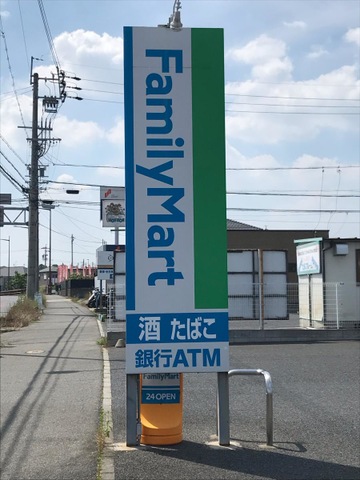 FamilyMart
酒 たばこ
銀行ATM
FamilyMart
24 OPEN